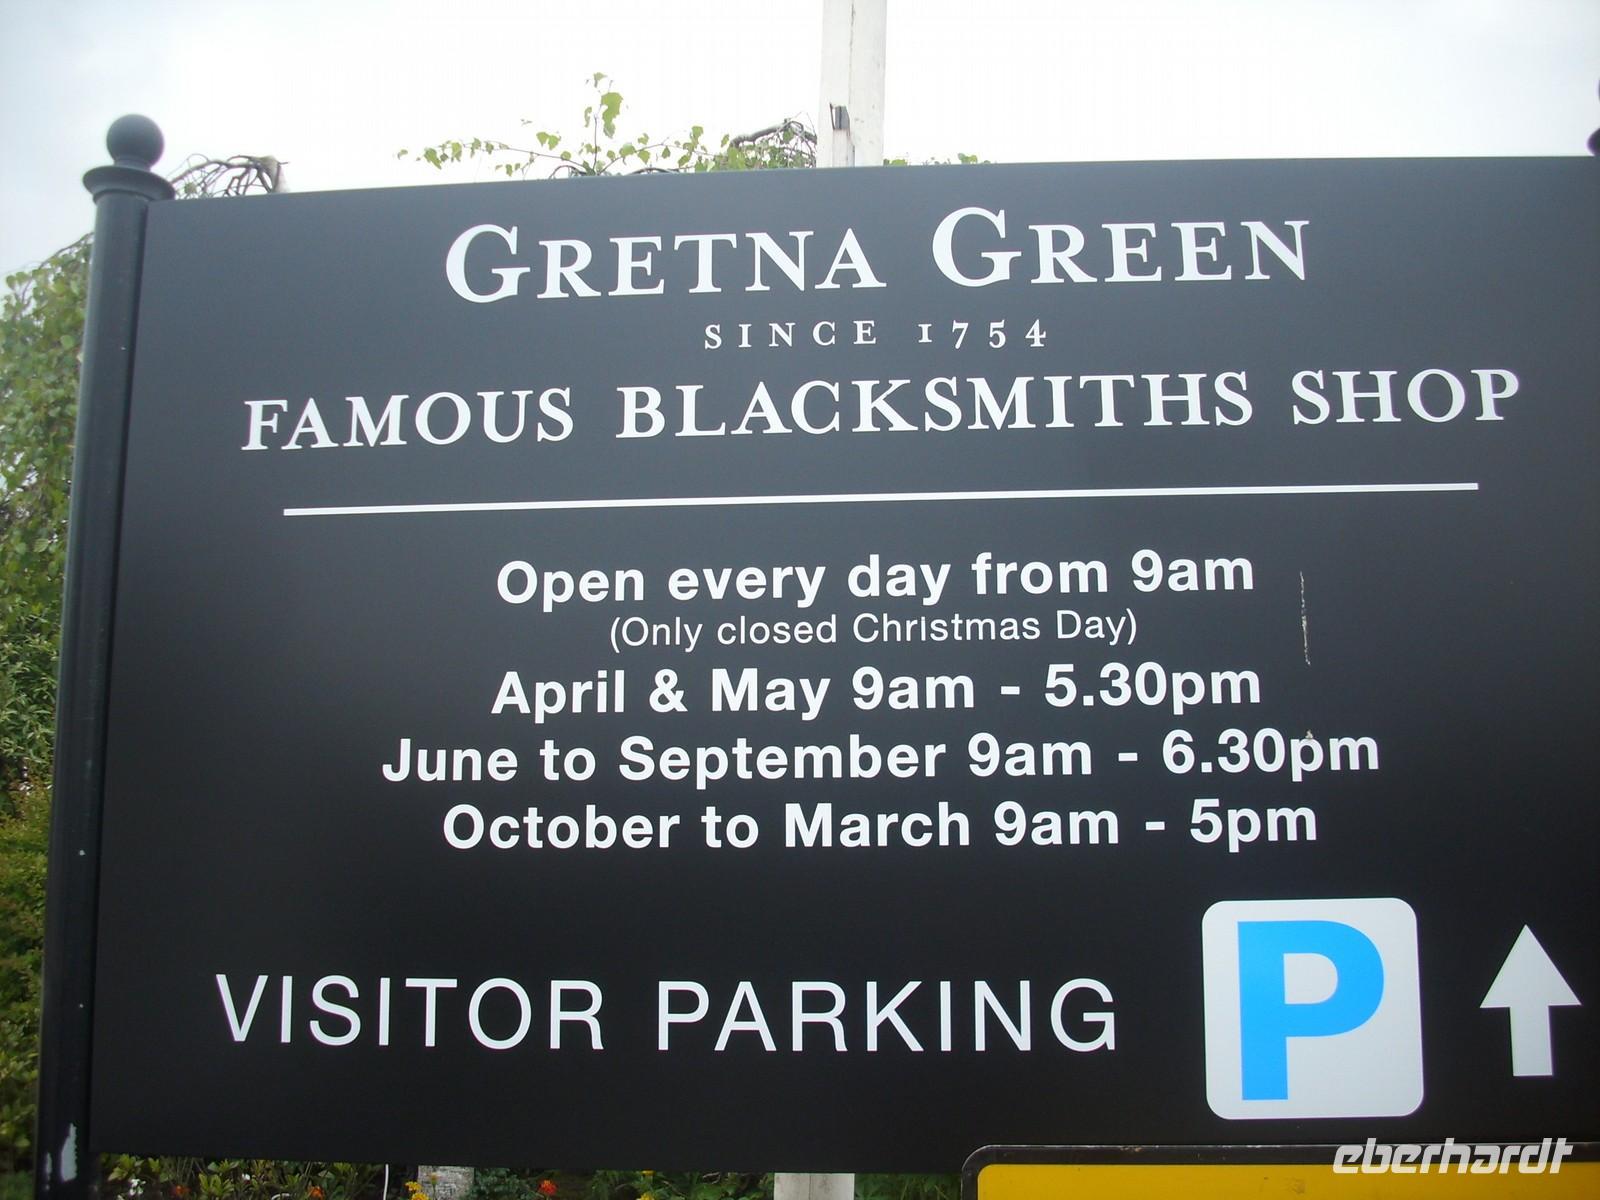 GRETNA GREEN
SINCE 1754
FAMOUS BLACKSMITHS SHOP
Open every day from 9am
(Only closed Christmas Day)
April & May 9am - 5.30pm
June to September 9am - 6.30pm
October to March 9am - 5pm
VISITOR PARKING P
eberhardt